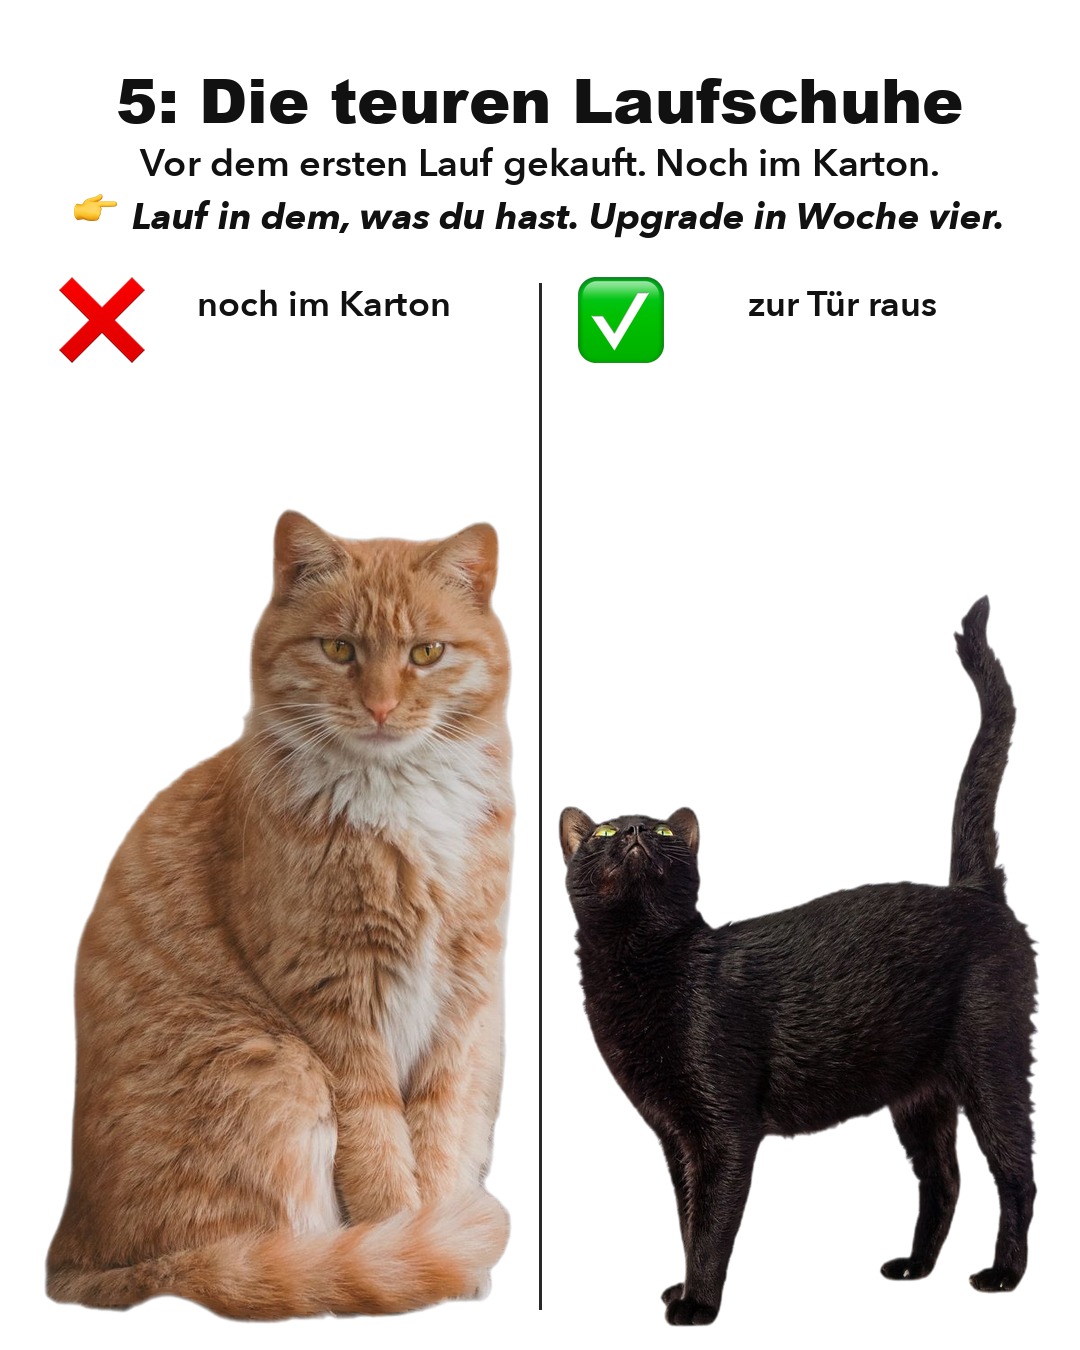 5: Die teuren Laufschuhe
Vor dem ersten Lauf gekauft. Noch im Karton.
👉 Lauf in dem, was du hast. Upgrade in Woche vier.
❌ noch im Karton
✅ zur Tür raus